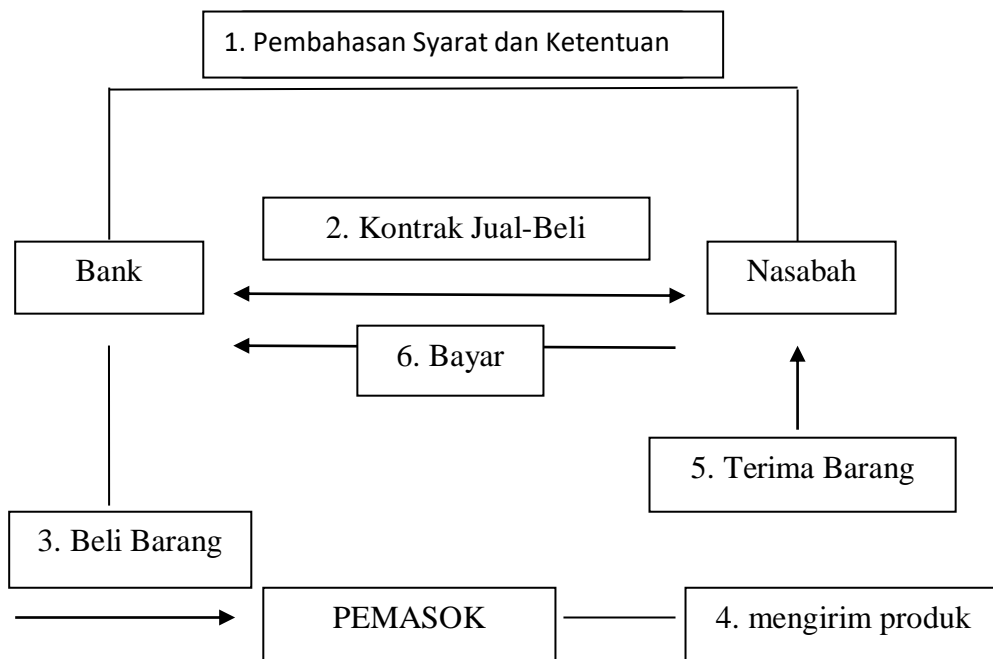 1. Pembahasan Syarat dan Ketentuan
2. Kontrak Jual-Beli
Bank
Nasabah
6. Bayar
5. Terima Barang
3. Beli Barang
PEMASOK
4. mengirim produk